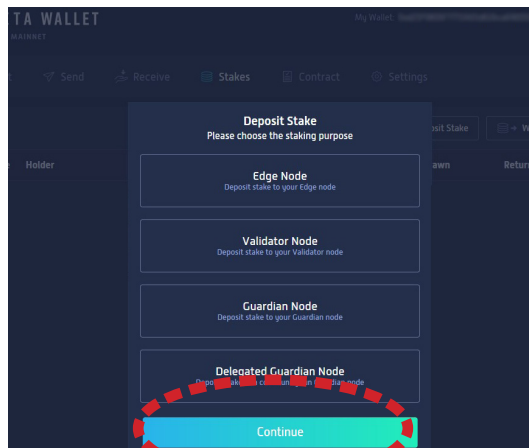 TA WALLET
My Wallet:
MAINNET
Send
Receive
Stakes
Contract
Settings
Deposit Stake
Please choose the staking purpose
osit Stake
W
Holder
awn
Return
Edge Node
Deposit stake to your Edge node
Validator Node
Deposit stake to your Validator node
Guardian Node
Deposit stake to your Guardian node
Delegated Guardian Node
Continue